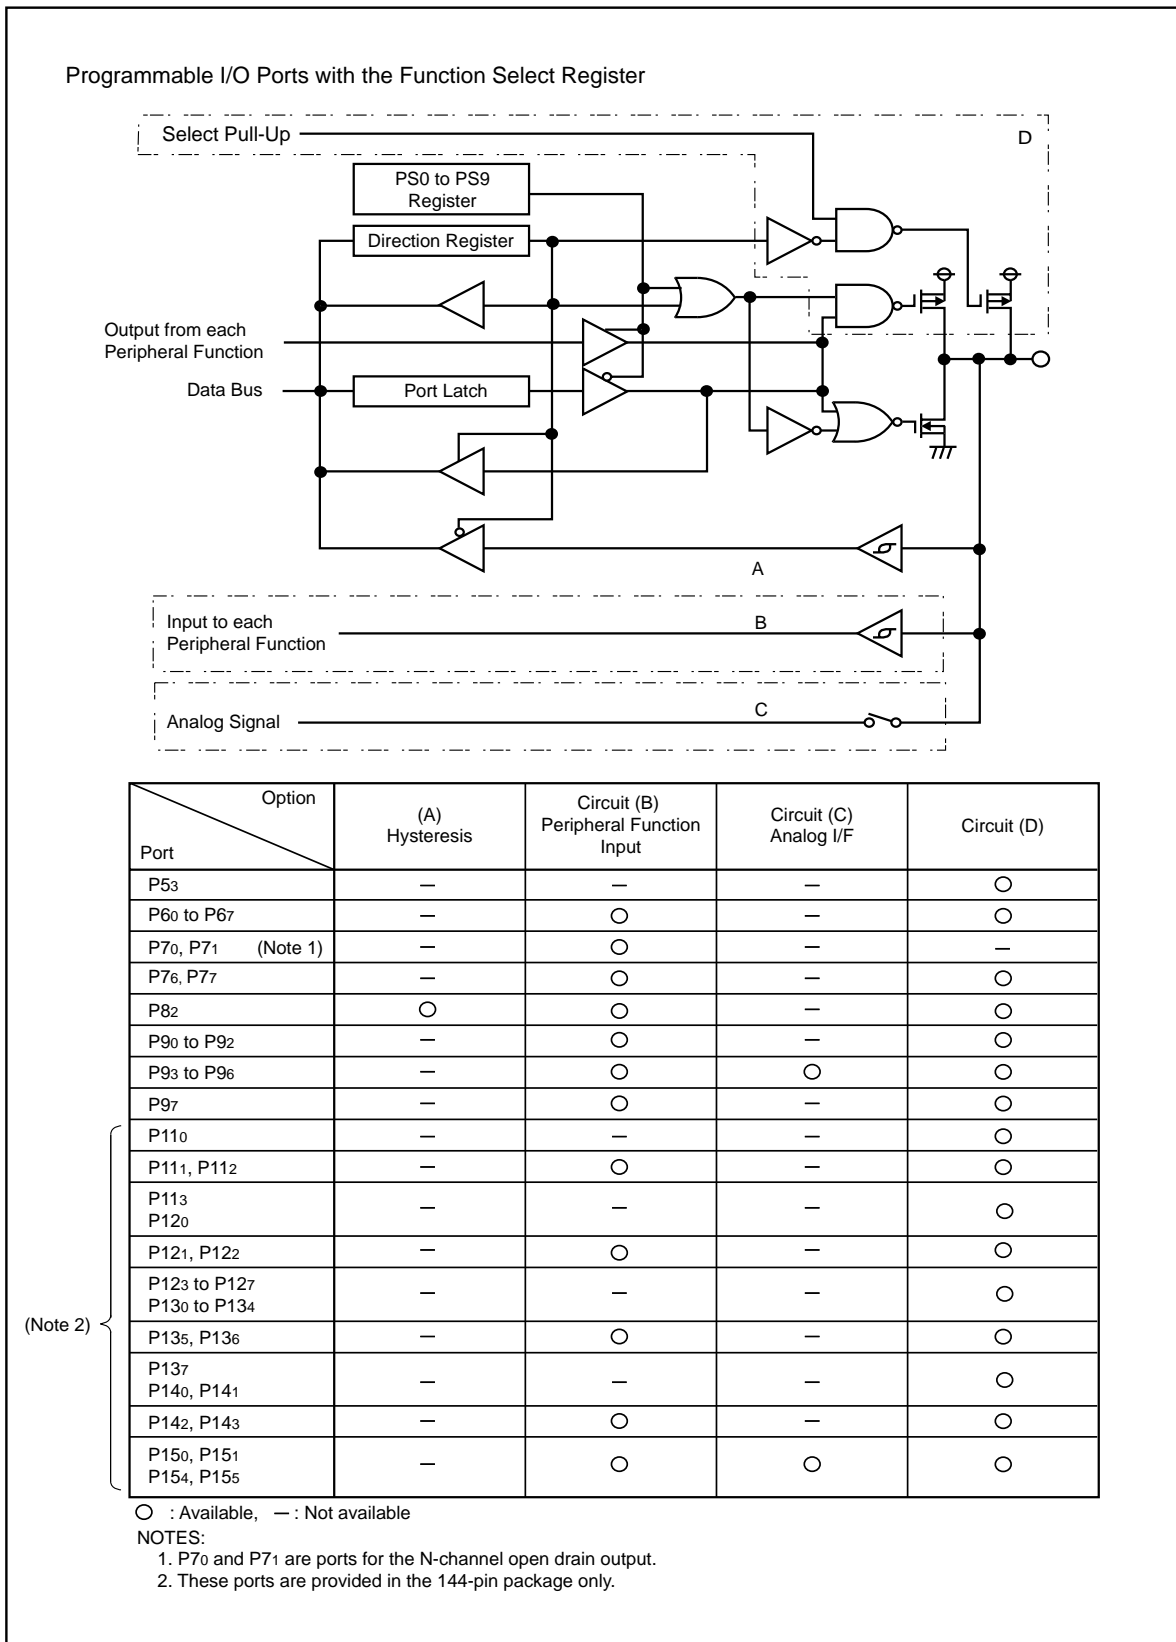 Programmable I/O Ports with the Function Select Register
Select Pull-Up
D
PS0 to PS9
Register
Direction Register
Output from each
Peripheral Function
Data Bus
Port Latch
A
Input to each
Peripheral Function
B
Analog Signal
C
Option
Port
(A)
Hysteresis
Circuit (B)
Peripheral Function
Input
Circuit (C)
Analog I/F
Circuit (D)
P53 – – – ○
P60 to P67 – ○ – ○
P70, P71 (Note 1) – ○ – –
P76, P77 – ○ – ○
P82 ○ ○ – ○
P90 to P92 – ○ – ○
P93 to P96 – ○ ○ ○
P97 – ○ – ○
(Note 2)
P110 – – – ○
P111, P112 – ○ – ○
P113
P120 – – – ○
P121, P122 – ○ – ○
P123 to P127
P130 to P134 – – – ○
P135, P136 – ○ – ○
P137
P140, P141 – – – ○
P142, P143 – ○ – ○
P150, P151
P154, P155 – ○ ○ ○
○ : Available, – : Not available
NOTES:
1. P70 and P71 are ports for the N-channel open drain output.
2. These ports are provided in the 144-pin package only.